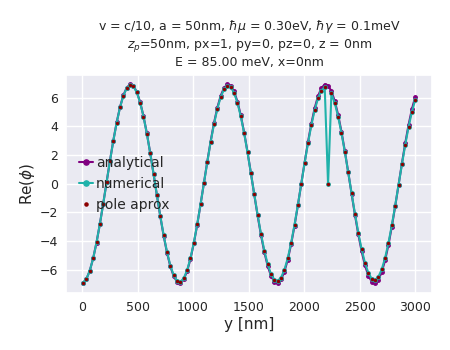 v = c/10, a = 50nm, ℏμ = 0.30eV, ℏγ = 0.1meV
z_p=50nm, px=1, py=0, pz=0, z = 0nm
E = 85.00 meV, x=0nm
Re(ϕ)
6
4
2
0
−2
−4
−6
analytical
numerical
pole aprox
0 500 1000 1500 2000 2500 3000
y [nm]